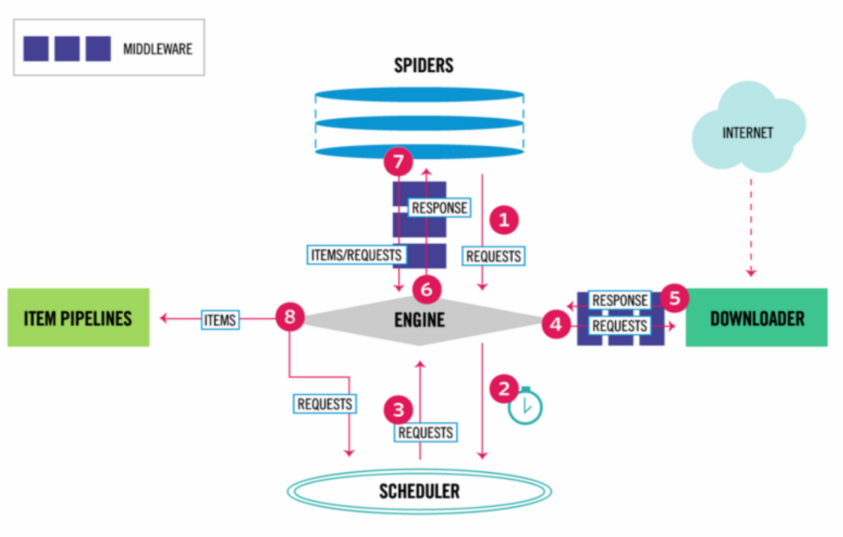 MIDDLEWARE
SPIDERS
INTERNET
7
RESPONSE
1
ITEMS/REQUESTS
REQUESTS
6
RESPONSE
5
ITEM PIPELINES
ITEMS
8
ENGINE
4
REQUESTS
DOWNLOADER
2
REQUESTS
3
REQUESTS
SCHEDULER